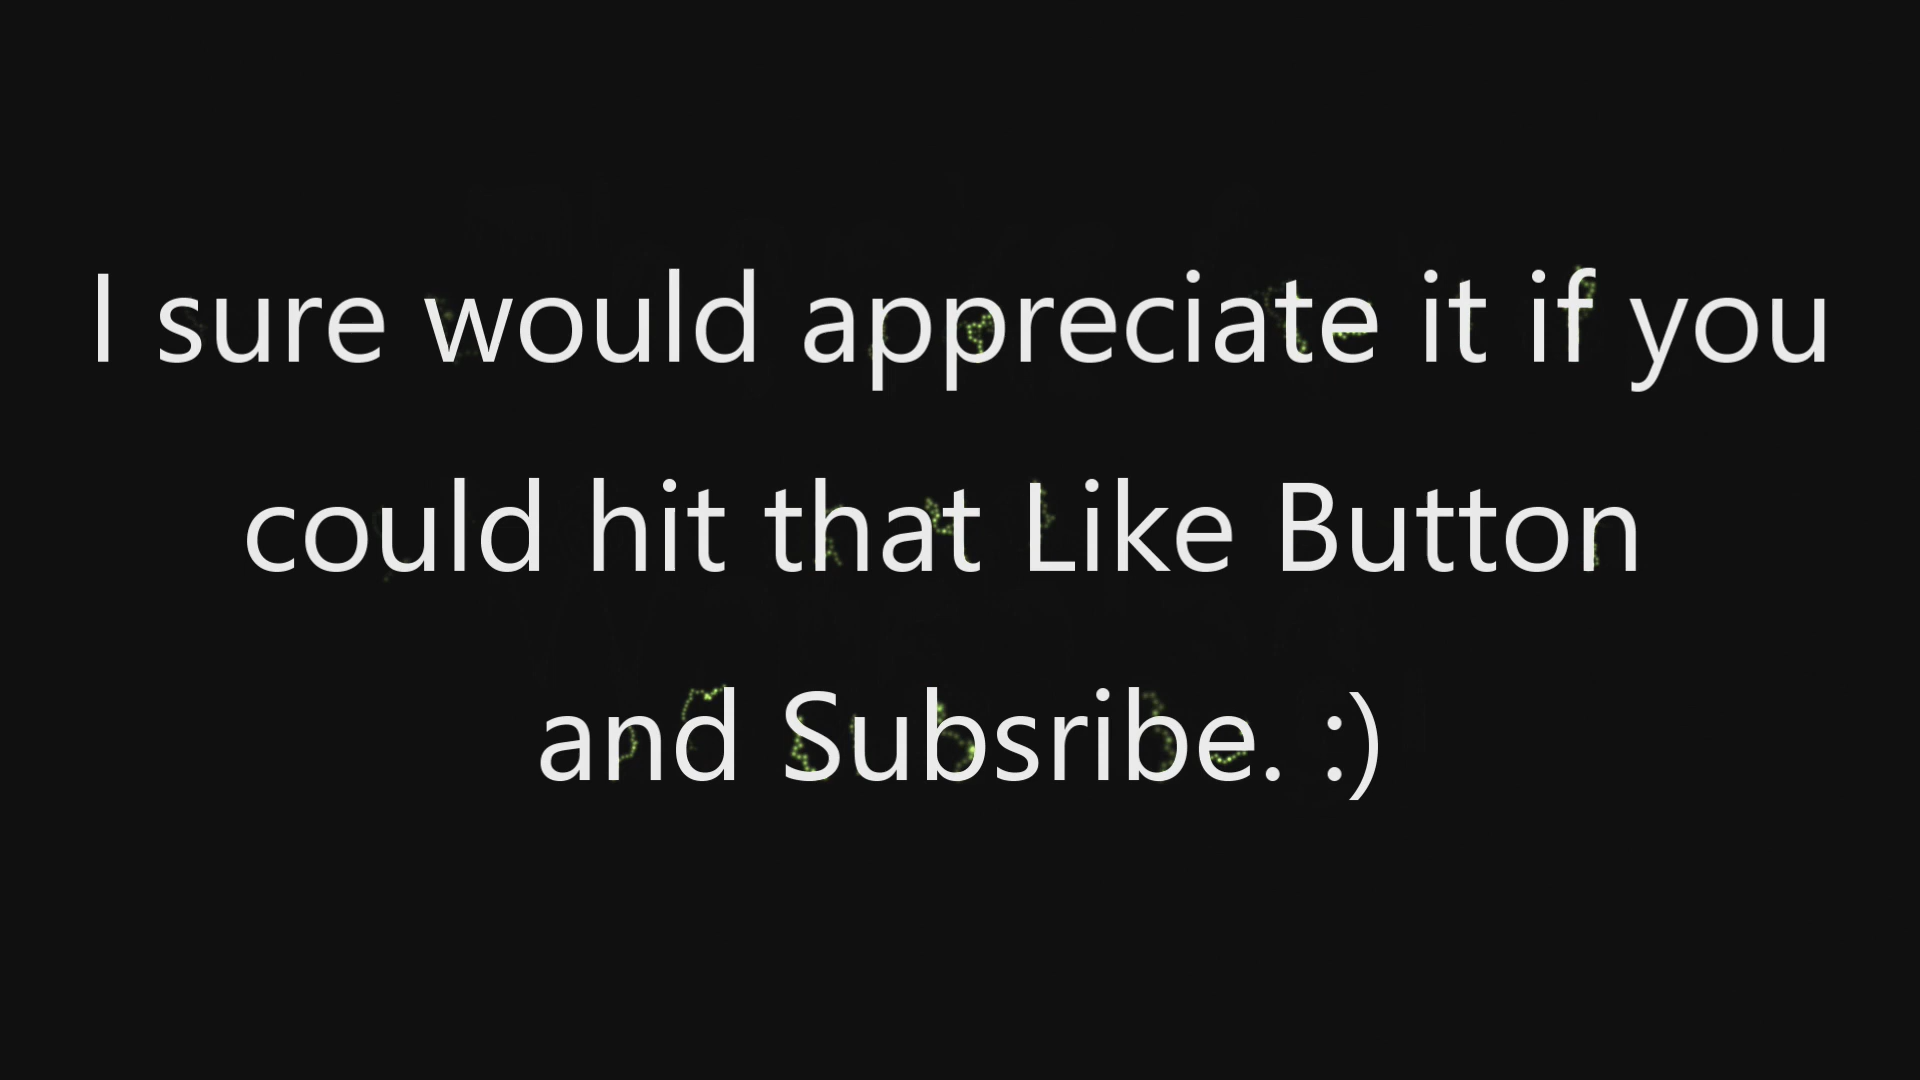 I sure would appreciate it if you
could hit that Like Button
and Subsribe. :)